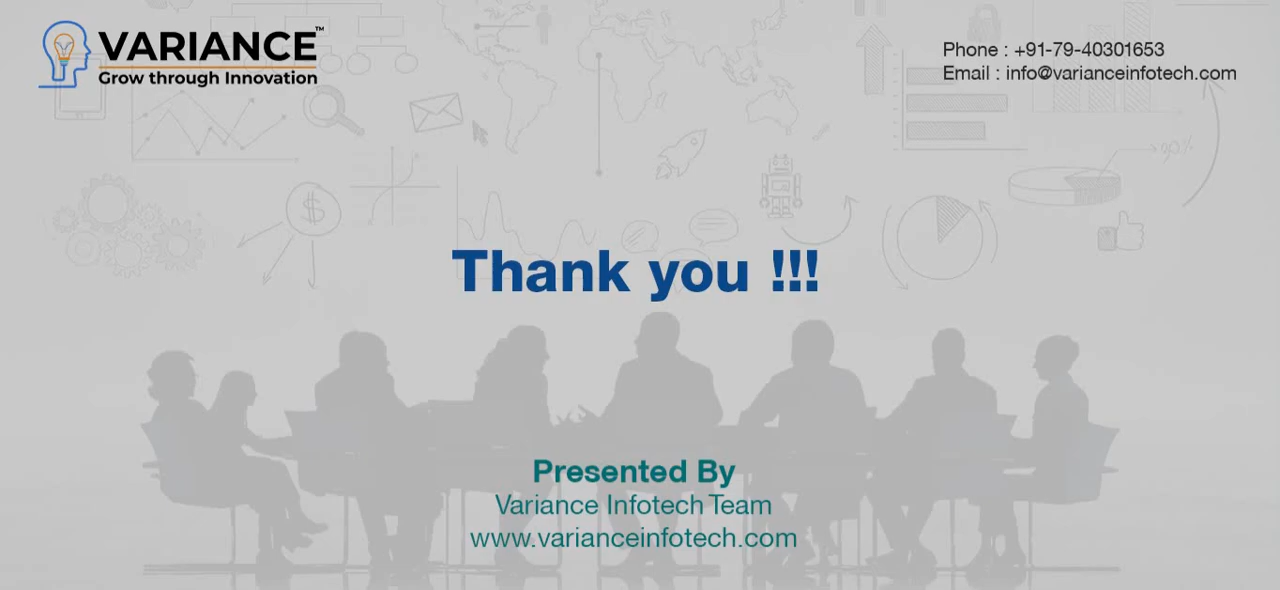 VARIANCE™
Grow through Innovation
Phone : +91-79-40301653
Email : info@varianceinfotech.com
$
Thank you !!!
Presented By
Variance Infotech Team
www.varianceinfotech.com